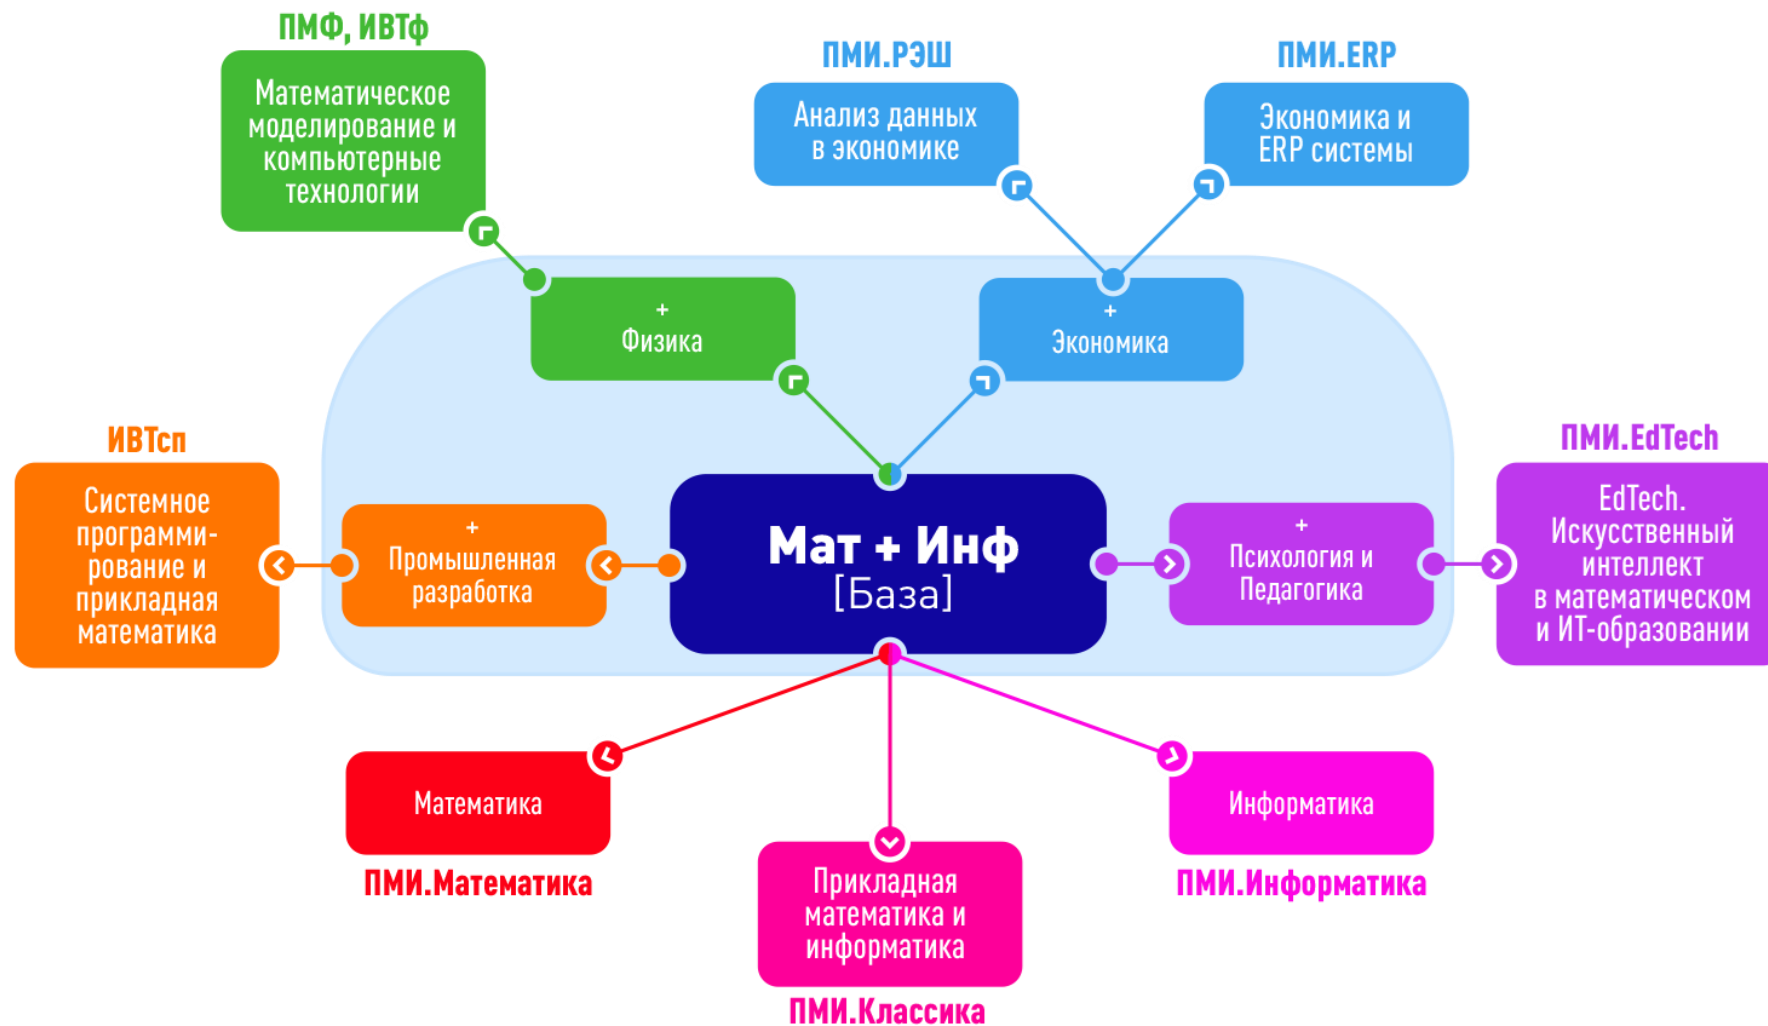 ПМФ, ИВТф
Математическое
моделирование и
компьютерные
технологии
ПМИ.РЭШ
Анализ данных
в экономике
ПМИ.ERP
Экономика и
ERP системы
+
Физика
+
Экономика
ИВТсп
Системное
программи-
рование и
прикладная
математика
+
Промышленная
разработка
Мат + Инф
[База]
+
Психология и
Педагогика
ПМИ.EdTech
EdTech.
Искусственный
интеллект
в математическом
и ИТ-образовании
Математика
ПМИ.Математика
Прикладная
математика и
информатика
ПМИ.Классика
Информатика
ПМИ.Информатика